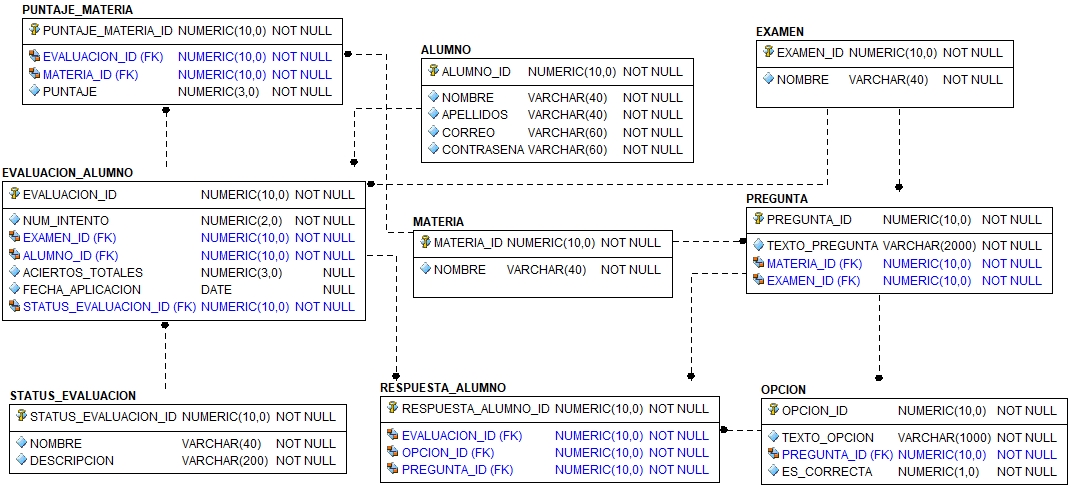 PUNTAJE_MATERIA
PUNTAJE_MATERIA_ID NUMERIC(10,0) NOT NULL
EVALUACION_ID (FK) NUMERIC(10,0) NOT NULL
MATERIA_ID (FK) NUMERIC(10,0) NOT NULL
PUNTAJE NUMERIC(3,0) NOT NULL
ALUMNO
ALUMNO_ID NUMERIC(10,0) NOT NULL
NOMBRE VARCHAR(40) NOT NULL
APELLIDOS VARCHAR(40) NOT NULL
CORREO VARCHAR(60) NOT NULL
CONTRASENA VARCHAR(60) NOT NULL
EXAMEN
EXAMEN_ID NUMERIC(10,0) NOT NULL
NOMBRE VARCHAR(40) NOT NULL
EVALUACION_ALUMNO
EVALUACION_ID NUMERIC(10,0) NOT NULL
NUM_INTENTO NUMERIC(2,0) NOT NULL
EXAMEN_ID (FK) NUMERIC(10,0) NOT NULL
ALUMNO_ID (FK) NUMERIC(10,0) NOT NULL
ACIERTOS_TOTALES NUMERIC(3,0) NULL
FECHA_APLICACION DATE NULL
STATUS_EVALUACION_ID (FK) NUMERIC(10,0) NOT NULL
MATERIA
MATERIA_ID NUMERIC(10,0) NOT NULL
NOMBRE VARCHAR(40) NOT NULL
PREGUNTA
PREGUNTA_ID NUMERIC(10,0) NOT NULL
TEXTO_PREGUNTA VARCHAR(2000) NOT NULL
MATERIA_ID (FK) NUMERIC(10,0) NOT NULL
EXAMEN_ID (FK) NUMERIC(10,0) NOT NULL
STATUS_EVALUACION
STATUS_EVALUACION_ID NUMERIC(10,0) NOT NULL
NOMBRE VARCHAR(40) NOT NULL
DESCRIPCION VARCHAR(200) NOT NULL
RESPUESTA_ALUMNO
RESPUESTA_ALUMNO_ID NUMERIC(10,0) NOT NULL
EVALUACION_ID (FK) NUMERIC(10,0) NOT NULL
OPCION_ID (FK) NUMERIC(10,0) NOT NULL
PREGUNTA_ID (FK) NUMERIC(10,0) NOT NULL
OPCION
OPCION_ID NUMERIC(10,0) NOT NULL
TEXTO_OPCION VARCHAR(1000) NOT NULL
PREGUNTA_ID (FK) NUMERIC(10,0) NOT NULL
ES_CORRECTA NUMERIC(1,0) NOT NULL